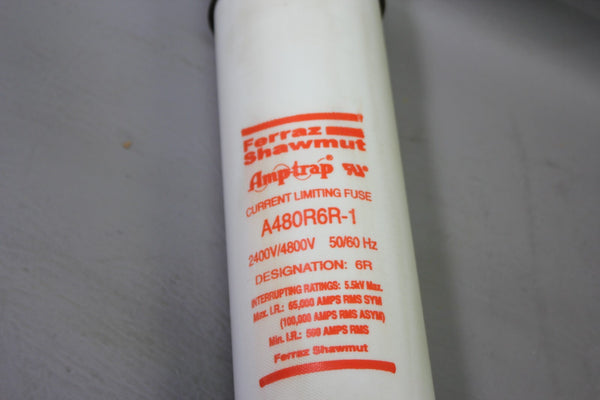 Ferraz
Shawmut
Amp-trap ®
CURRENT LIMITING FUSE
A480R6R-1
2400V/4800V 50/60 Hz
DESIGNATION: 6R
INTERRUPTING RATINGS: 5.5kV Max.
Max. I.R.: 65,000 AMPS RMS SYM
(100,000 AMPS RMS ASYM)
Min. I.R.: 500 AMPS RMS
Ferraz Shawmut